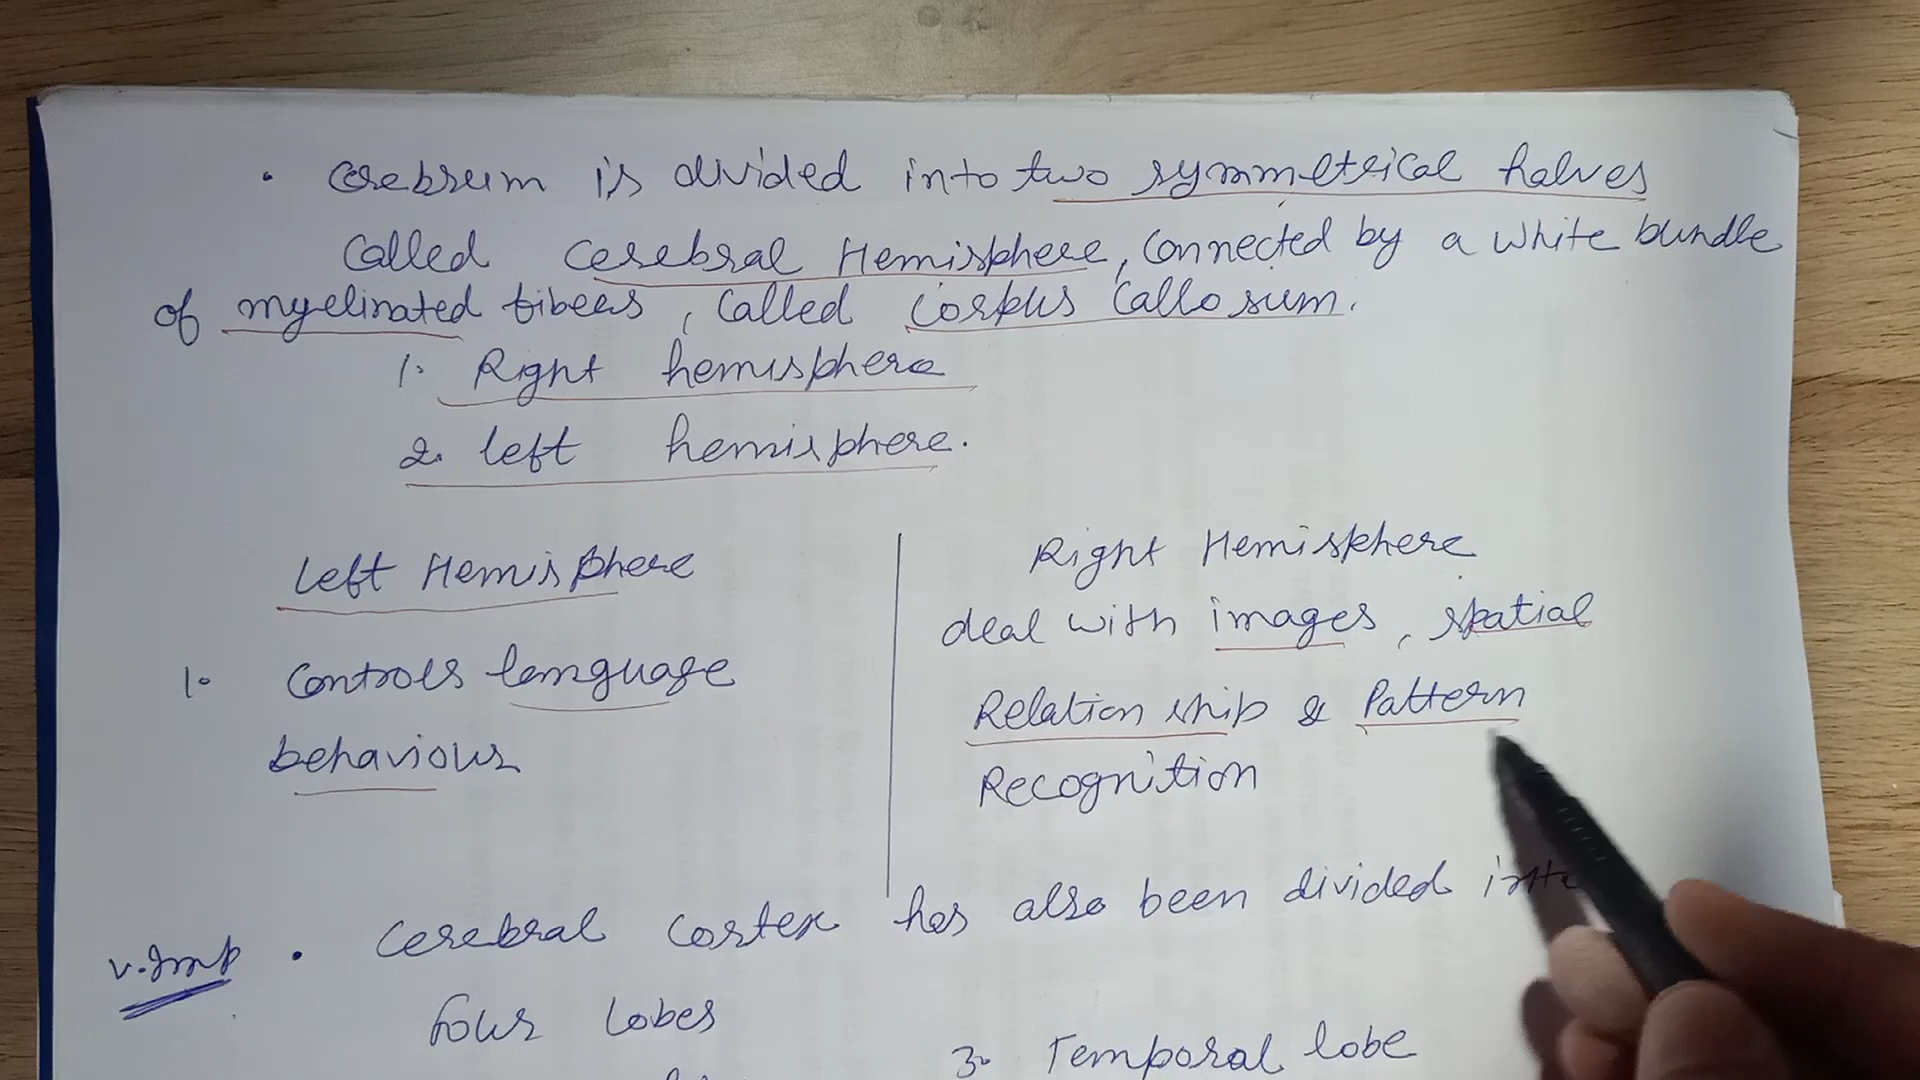 • Cerebrum is divided into two symmetrical halves
called cerebral Hemisphere, connected by a white bundle
of myelinated fibers, called corpus callosum.
1. Right hemisphere
2. left hemisphere.
Left Hemisphere
1. controls language
behaviour
Right Hemisphere
deal with images, spatial
Relationship & Pattern
Recognition
v.Imp • cerebral cortex has also been divided into
four lobes
3. Temporal lobe